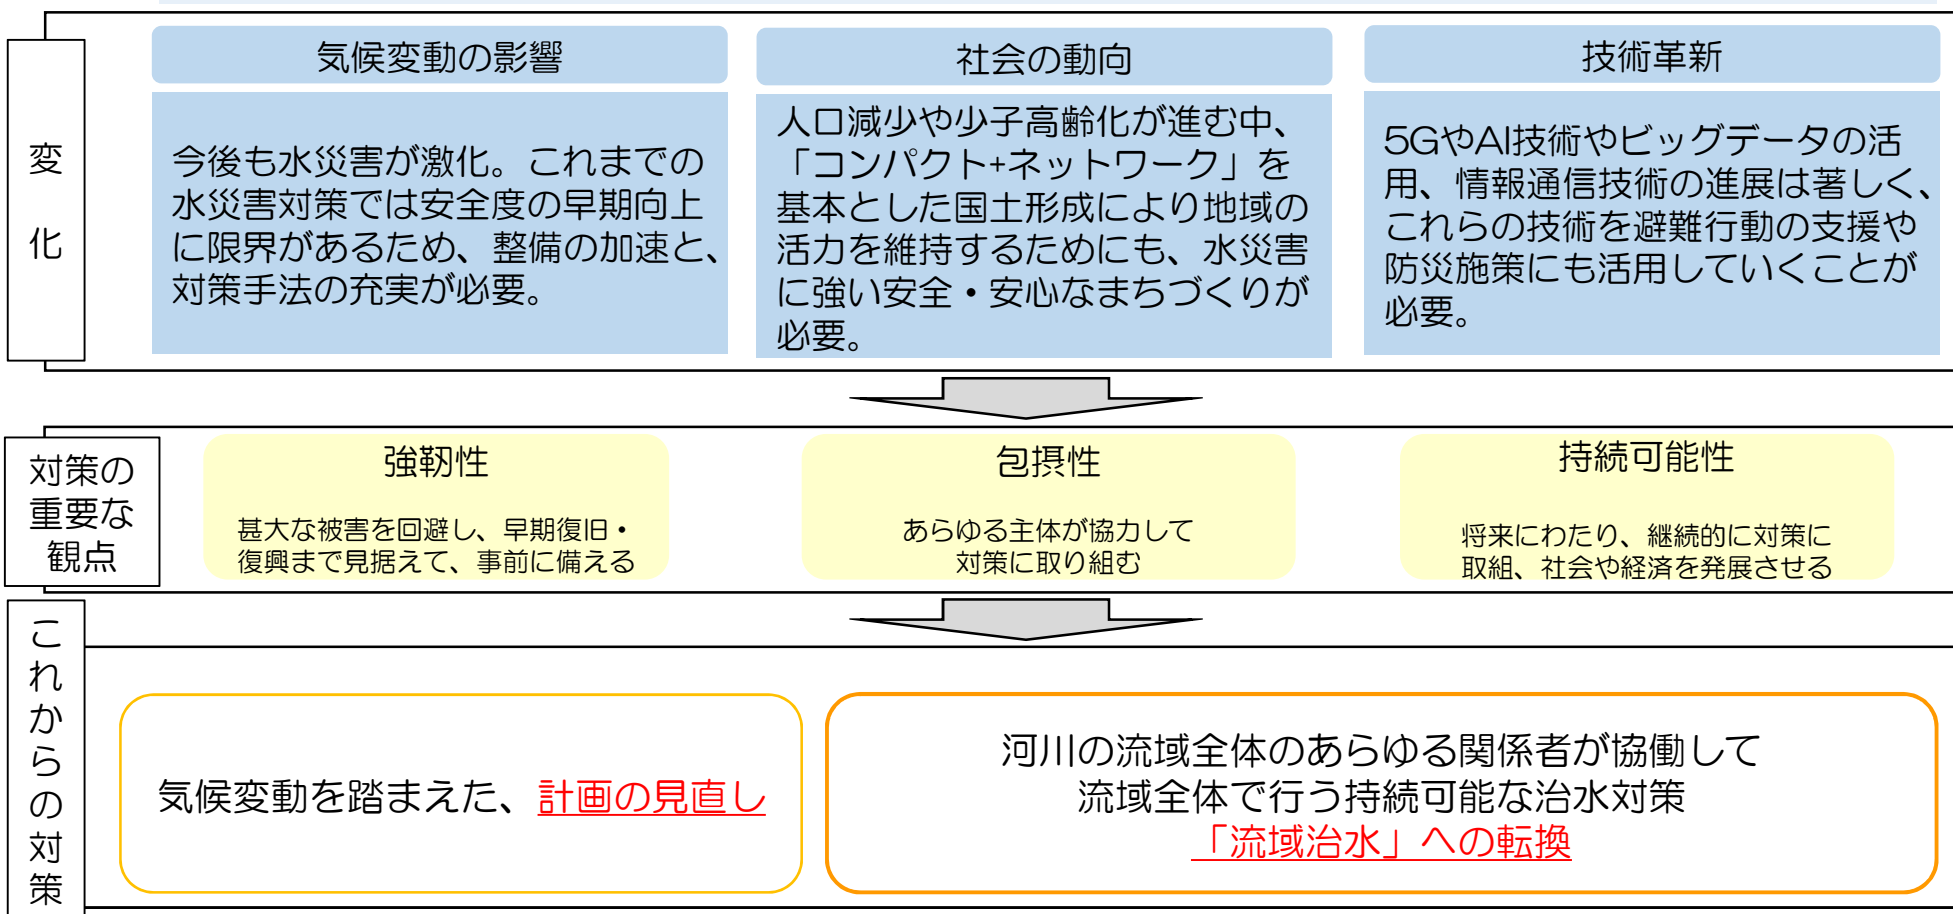 変化
気候変動の影響
今後も水災害が激化。これまでの
水災害対策では安全度の早期向上
に限界があるため、整備の加速と、
対策手法の充実が必要。
社会の動向
人口減少や少子高齢化が進む中、
「コンパクト+ネットワーク」を
基本とした国土形成により地域の
活力を維持するためにも、水災害
に強い安全・安心なまちづくりが
必要。
技術革新
5GやAI技術やビッグデータの活
用、情報通信技術の進展は著しく、
これらの技術を避難行動の支援や
防災施策にも活用していくことが
必要。
対策の
重要な
観点
強靱性
甚大な被害を回避し、早期復旧・
復興まで見据えて、事前に備える
包摂性
あらゆる主体が協力して
対策に取り組む
持続可能性
将来にわたり、継続的に対策に
取組、社会や経済を発展させる
これからの対策
気候変動を踏まえた、計画の見直し
河川の流域全体のあらゆる関係者が協働して
流域全体で行う持続可能な治水対策
「流域治水」への転換